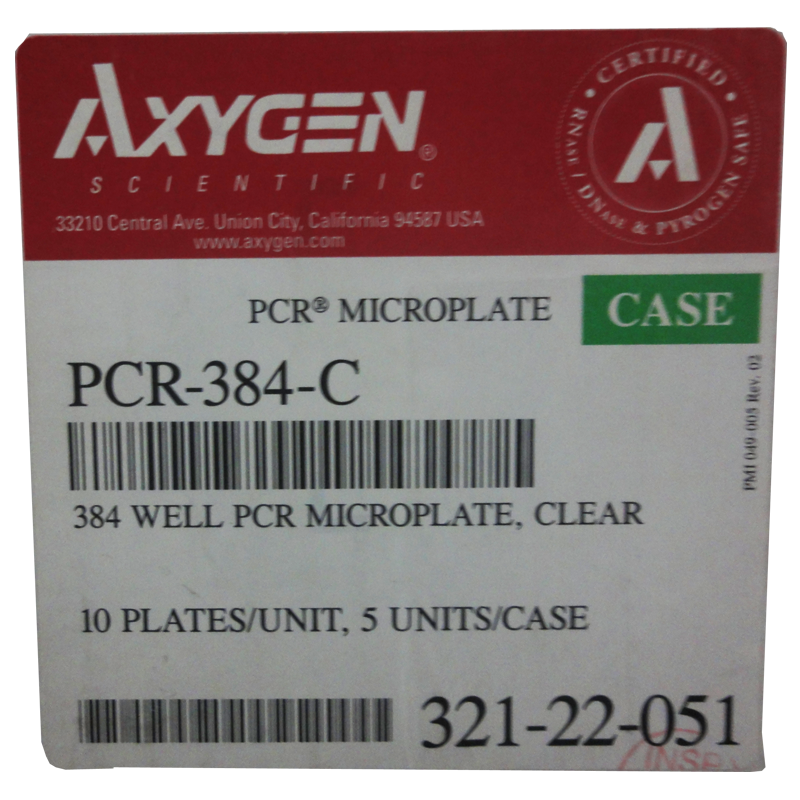 AXYGEN®
SCIENTIFIC
33210 Central Ave. Union City, California 94587 USA
www.axygen.com
• CERTIFIED •
RNASE / DNASE & PYROGEN SAFE
PCR® MICROPLATE
CASE
PCR-384-C
PMI 049-005 Rev. 02
384 WELL PCR MICROPLATE, CLEAR
10 PLATES/UNIT, 5 UNITS/CASE
321-22-051